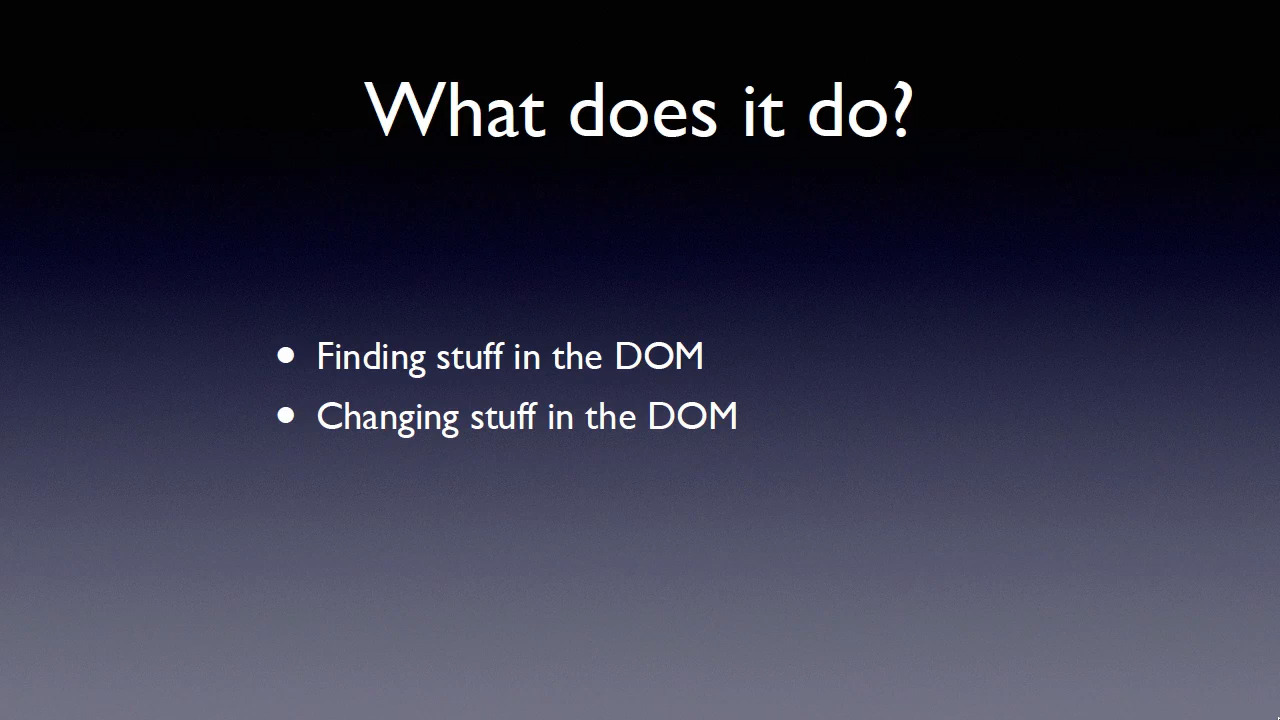 What does it do?
• Finding stuff in the DOM
• Changing stuff in the DOM